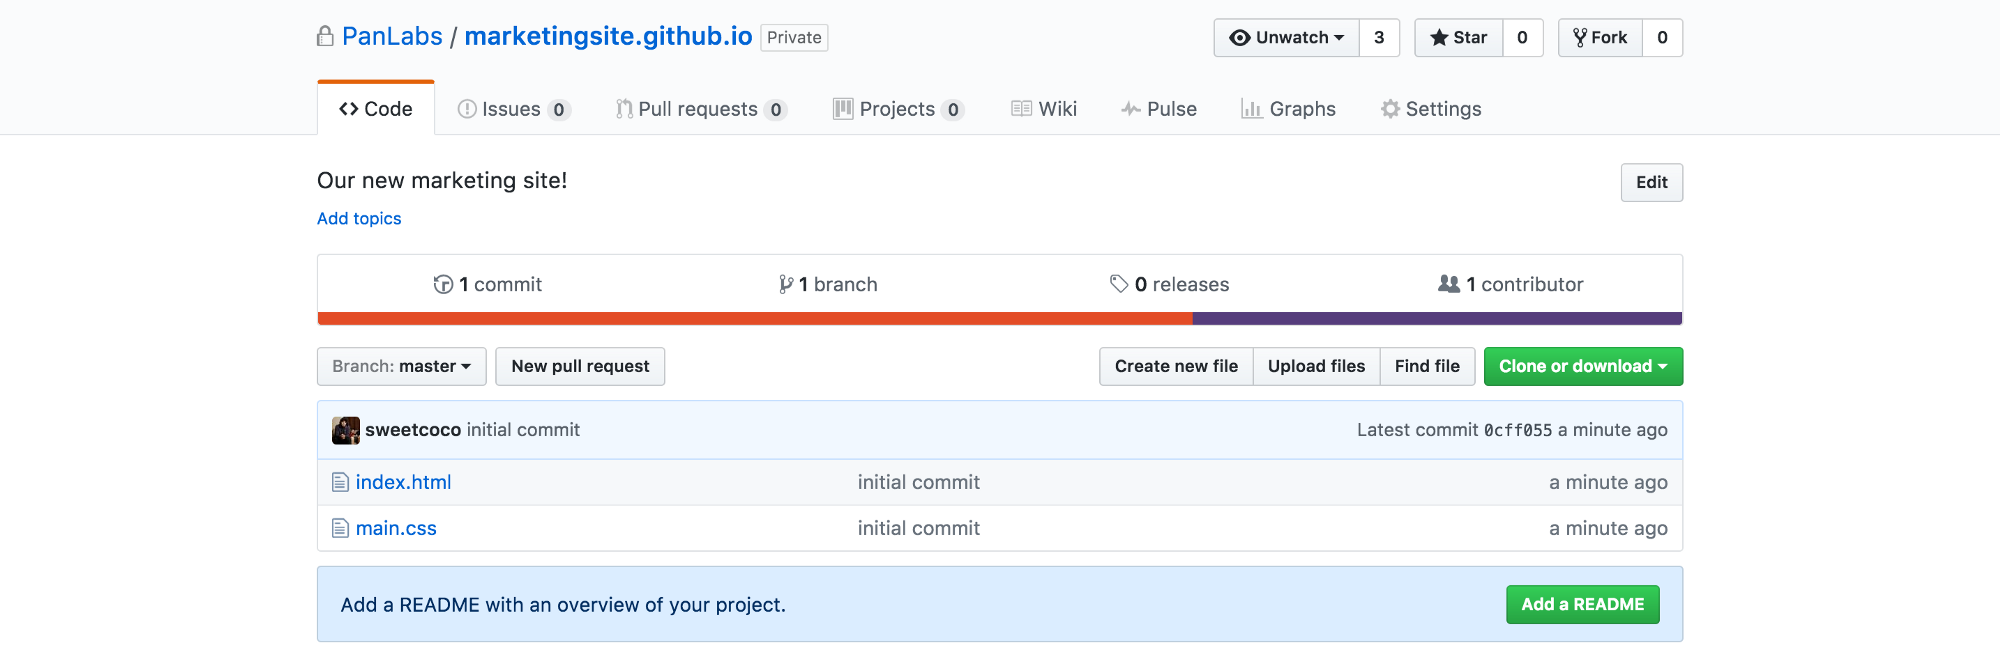 PanLabs / marketingsite.github.io Private Unwatch 3 Star 0 Fork 0
Code Issues 0 Pull requests 0 Projects 0 Wiki Pulse Graphs Settings
Our new marketing site! Edit
Add topics
1 commit 1 branch 0 releases 1 contributor
Branch: master New pull request Create new file Upload files Find file Clone or download
sweetcoco initial commit Latest commit 0cff055 a minute ago
index.html initial commit a minute ago
main.css initial commit a minute ago
Add a README with an overview of your project. Add a README